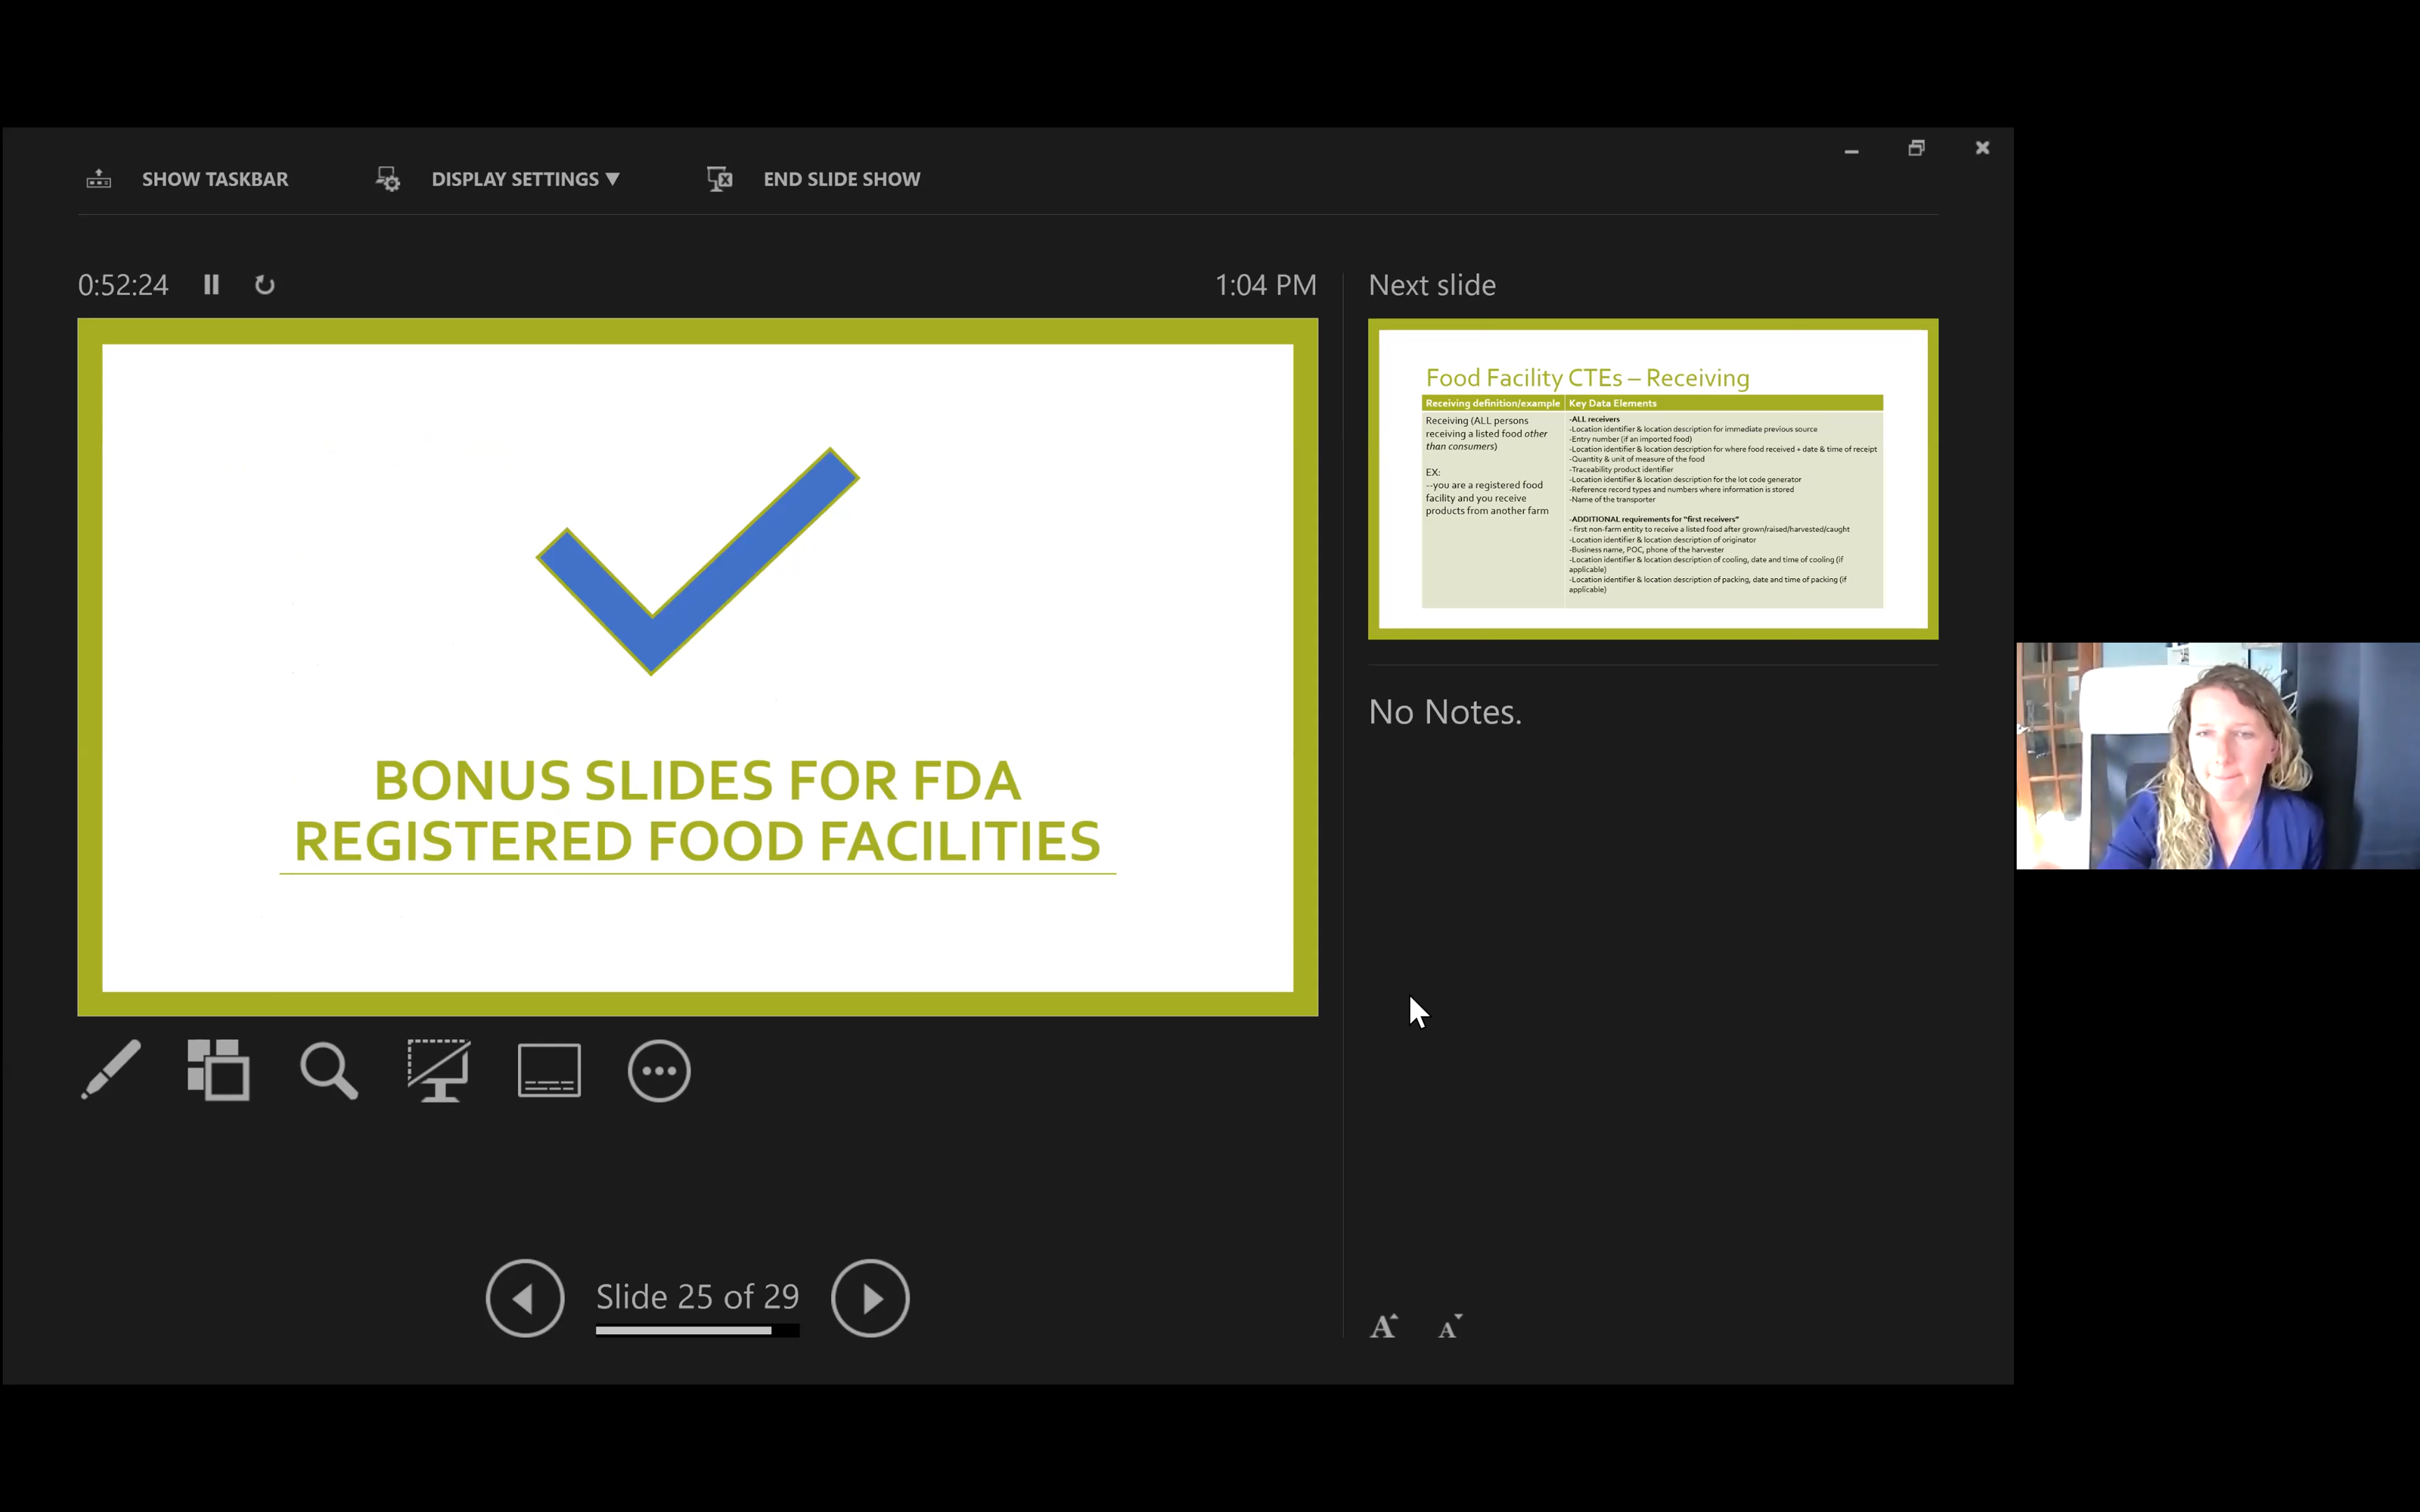 SHOW TASKBAR
DISPLAY SETTINGS ▼
END SLIDE SHOW
0:52:24
1:04 PM
BONUS SLIDES FOR FDA
REGISTERED FOOD FACILITIES
Slide 25 of 29
Next slide
Food Facility CTEs – Receiving
Receiving definition/example
Receiving (ALL persons
receiving a listed food other
than consumers)
EX:
--you are a registered food
facility and you receive
products from another farm
Key Data Elements
-ALL receivers
-Location identifier & location description for immediate previous source
-Entry number (if an imported food)
-Location identifier & location description for where food received + date & time of receipt
-Quantity & unit of measure of the food
-Traceability product identifier
-Location identifier & location description for the lot code generator
-Reference record types and numbers where information is stored
-Name of the transporter
-ADDITIONAL requirements for "first receivers"
- first non-farm entity to receive a listed food after grown/raised/harvested/caught
-Location identifier & location description of originator
-Business name, POC, phone of the harvester
-Location identifier & location description of cooling, date and time of cooling (if
applicable)
-Location identifier & location description of packing, date and time of packing (if
applicable)
No Notes.
A A